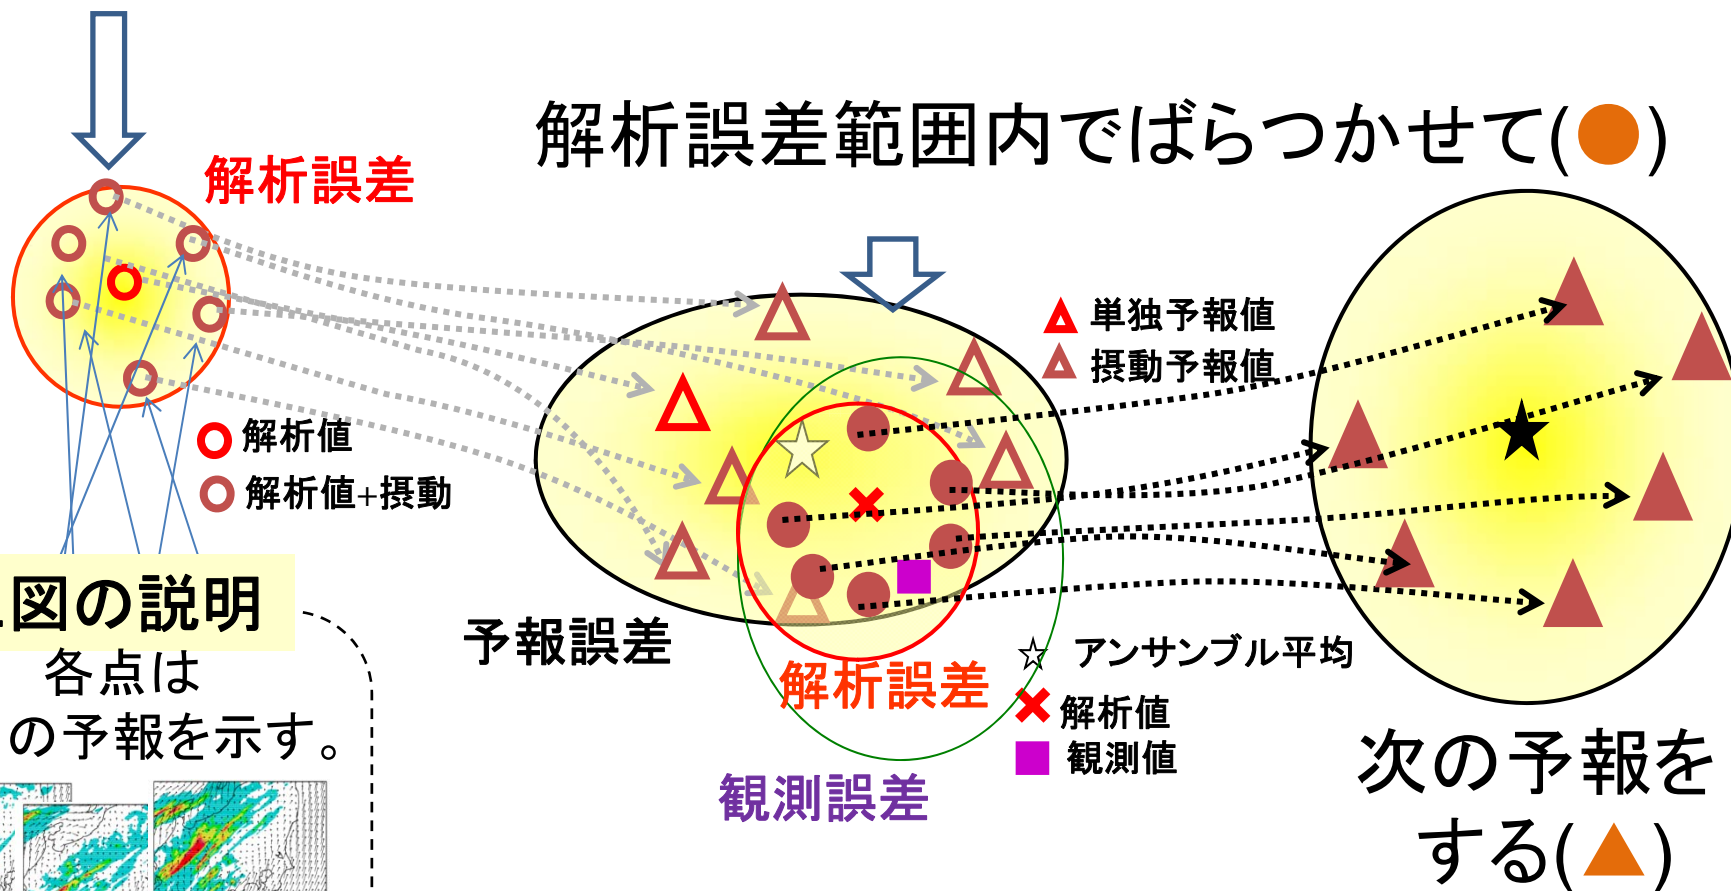 解析誤差範囲内でばらつかせて(●)
解析誤差
単独予報値
摂動予報値
解析値
解析値+摂動
図の説明
各点は
の予報を示す。
予報誤差
解析誤差
観測誤差
アンサンブル平均
解析値
観測値
次の予報を
する(▲)